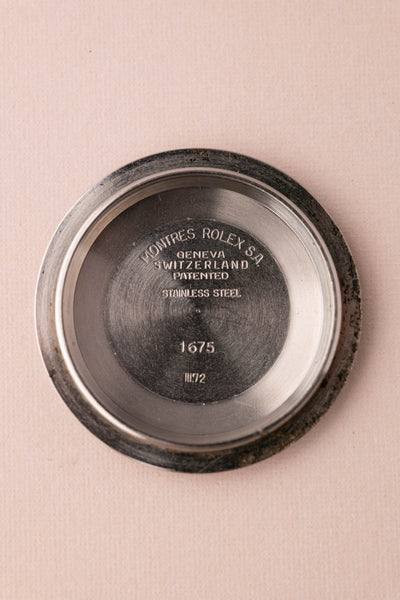 MONTRES ROLEX S.A.
GENEVA
SWITZERLAND
PATENTED
STAINLESS STEEL
1675
III.72